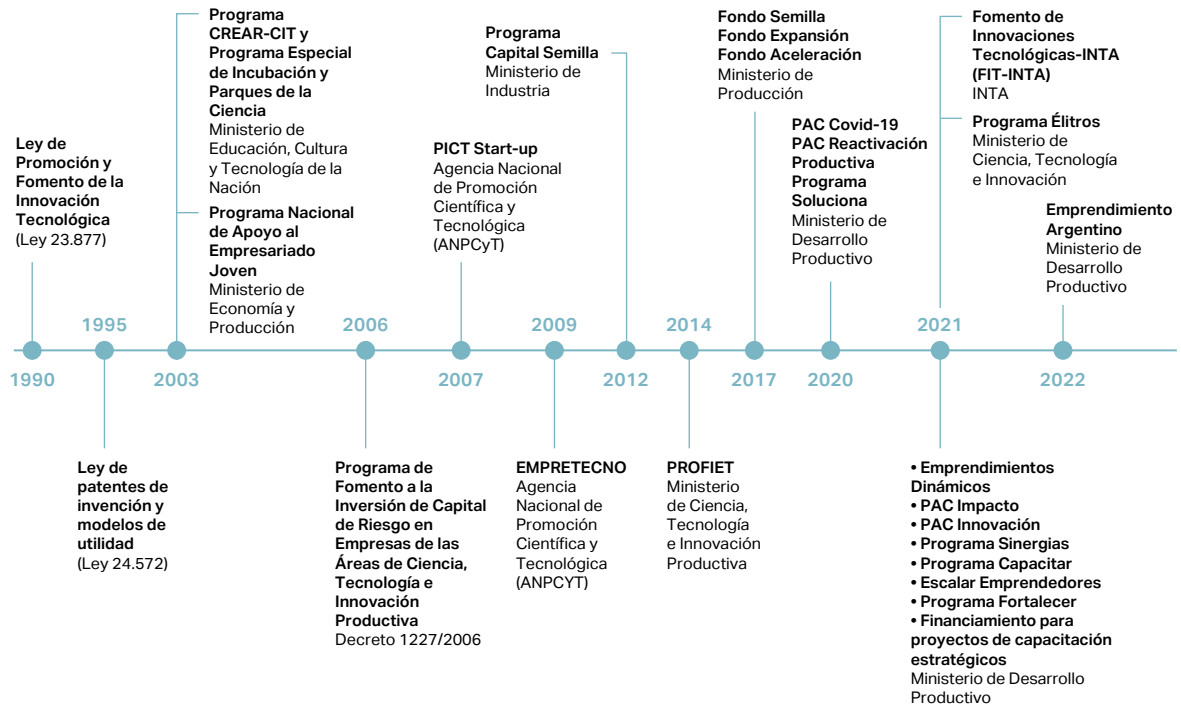 Ley de
Promoción y
Fomento de la
Innovación
Tecnológica
(Ley 23.877)
1990
1995
Ley de
patentes de
invención y
modelos de
utilidad
(Ley 24.572)
Programa
CREAR-CIT y
Programa Especial
de Incubación y
Parques de la
Ciencia
Ministerio de
Educación, Cultura
y Tecnología de la
Nación
Programa Nacional
de Apoyo al
Empresariado
Joven
Ministerio de
Economía y
Producción
2003
2006
Programa de
Fomento a la
Inversión de Capital
de Riesgo en
Empresas de las
Áreas de Ciencia,
Tecnología e
Innovación
Productiva
Decreto 1227/2006
PICT Start-up
Agencia Nacional
de Promoción
Científica y
Tecnológica
(ANPCyT)
2007
2009
EMPRETECNO
Agencia
Nacional de
Promoción
Científica y
Tecnológica
(ANPCYT)
Programa
Capital Semilla
Ministerio de
Industria
2012
2014
PROFIET
Ministerio
de Ciencia,
Tecnología
e Innovación
Productiva
Fondo Semilla
Fondo Expansión
Fondo Aceleración
Ministerio de
Producción
2017
PAC Covid-19
PAC Reactivación
Productiva
Programa
Soluciona
Ministerio de
Desarrollo
Productivo
2020
Fomento de
Innovaciones
Tecnológicas-INTA
(FIT-INTA)
INTA
Programa Élitros
Ministerio de
Ciencia, Tecnología
e Innovación
2021
• Emprendimientos
Dinámicos
• PAC Impacto
• PAC Innovación
• Programa Sinergias
• Programa Capacitar
• Escalar Emprendedores
• Programa Fortalecer
• Financiamiento para
proyectos de capacitación
estratégicos
Ministerio de Desarrollo
Productivo
Emprendimiento
Argentino
Ministerio de
Desarrollo
Productivo
2022